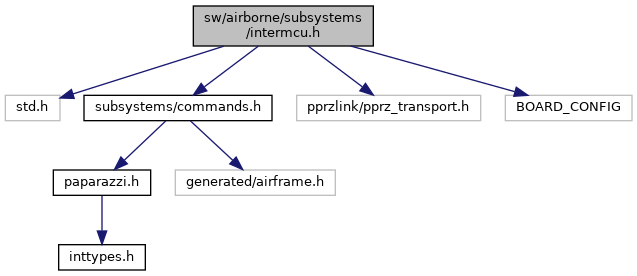 sw/airborne/subsystems
/intermcu.h
std.h
subsystems/commands.h
pprzlink/pprz_transport.h
BOARD_CONFIG
paparazzi.h
generated/airframe.h
inttypes.h